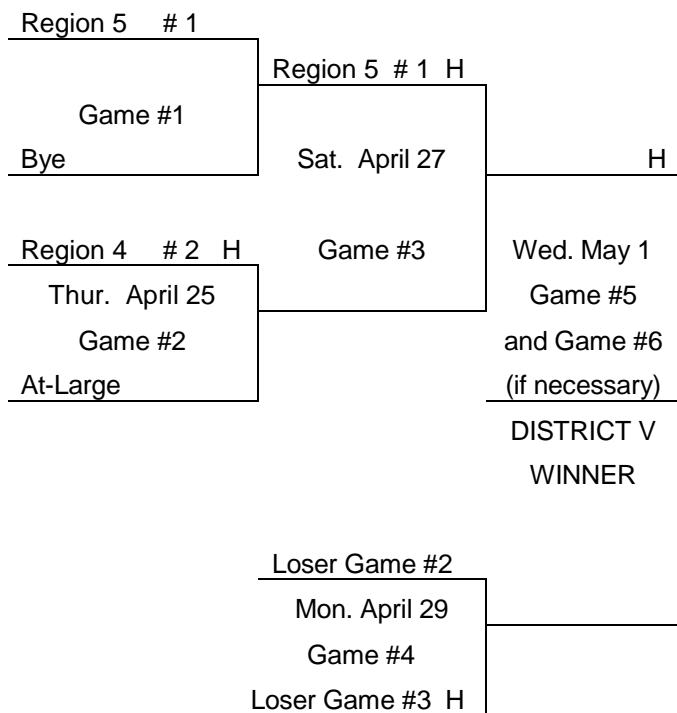 Region 5 # 1
Region 5 # 1 H
Game #1
Bye
Sat. April 27
H
Region 4 # 2 H
Game #3
Wed. May 1
Thur. April 25
Game #5
Game #2
and Game #6
At-Large
(if necessary)
DISTRICT V
WINNER
Loser Game #2
Mon. April 29
Game #4
Loser Game #3 H